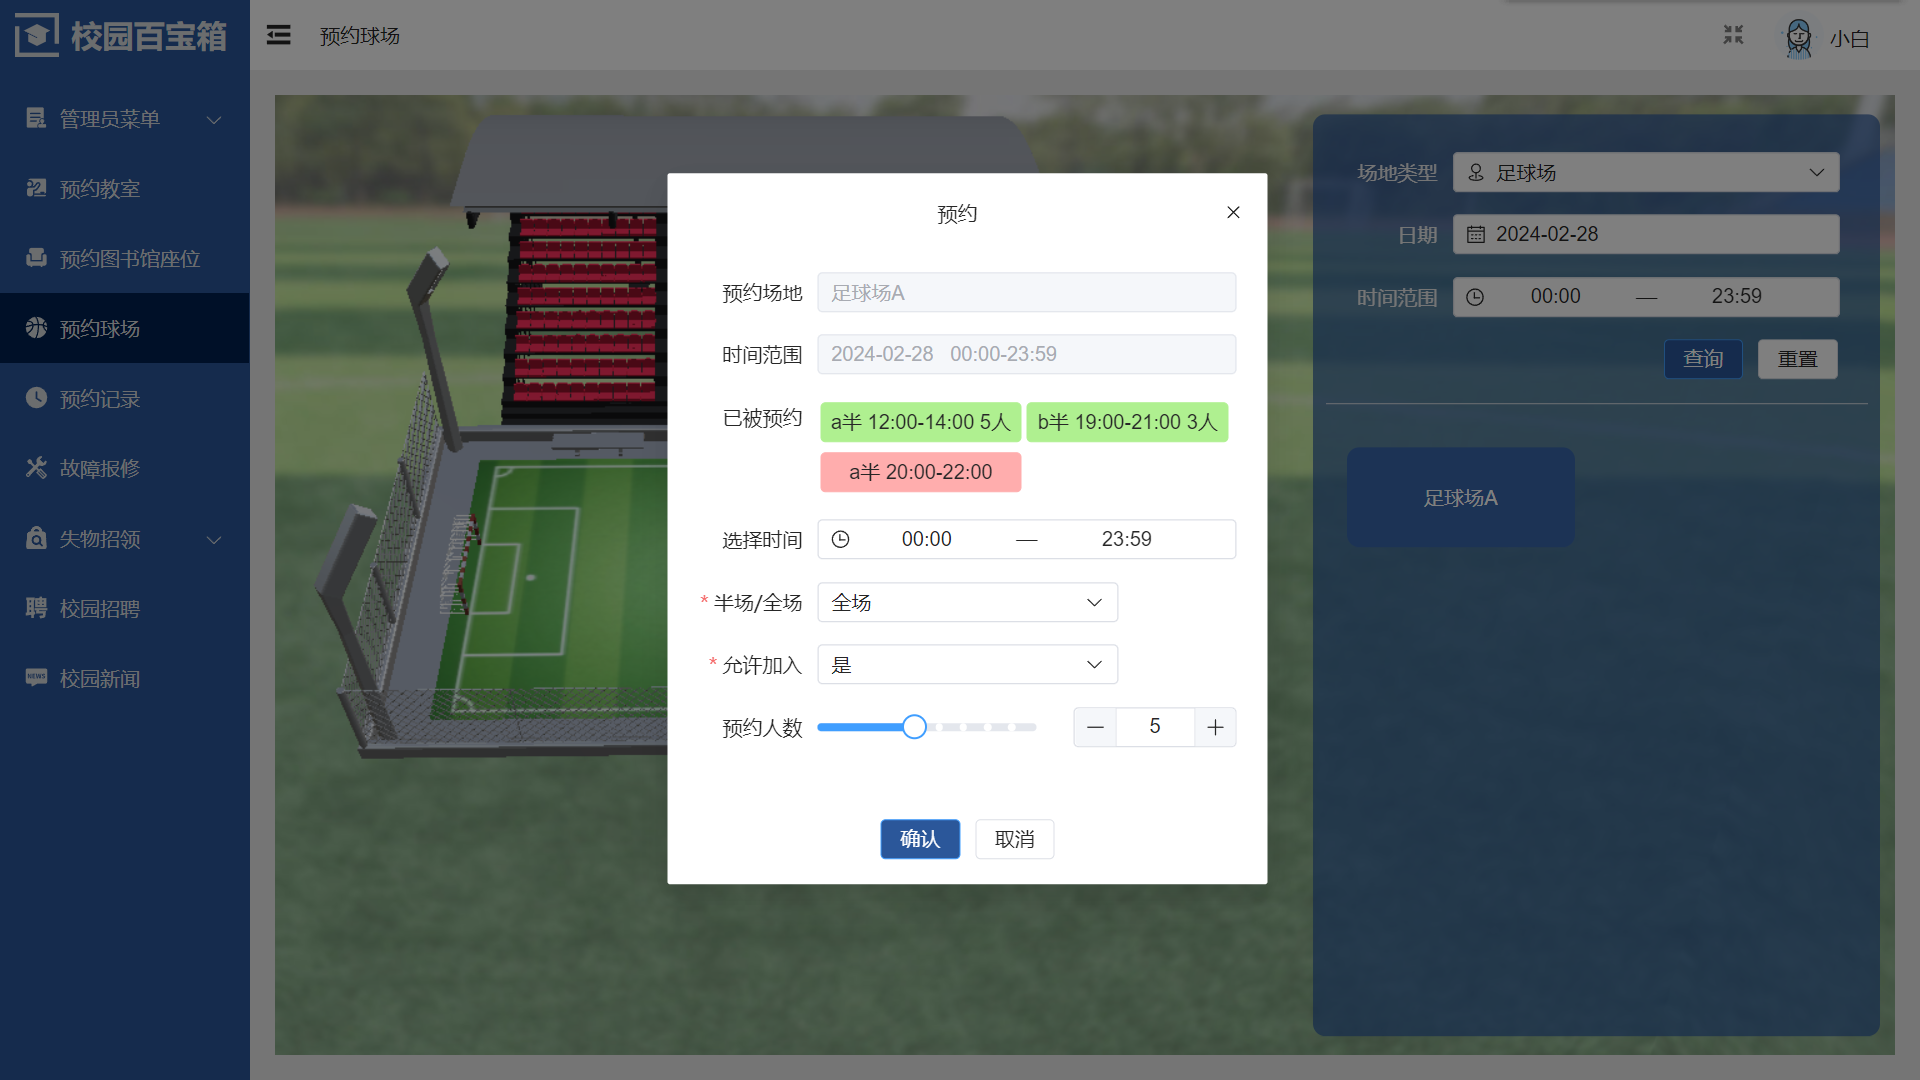 校园百宝箱
预约球场
小白
管理员菜单
预约教室
预约图书馆座位
预约球场
预约记录
故障报修
失物招领
聘 校园招聘
NEWS 校园新闻
预约
预约场地 足球场A
时间范围 2024-02-28 00:00-23:59
已被预约 a半 12:00-14:00 5人 b半 19:00-21:00 3人
a半 20:00-22:00
选择时间 00:00 — 23:59
* 半场/全场 全场
* 允许加入 是
预约人数 5
确认 取消
场地类型 足球场
日期 2024-02-28
时间范围 00:00 — 23:59
查询 重置
足球场A